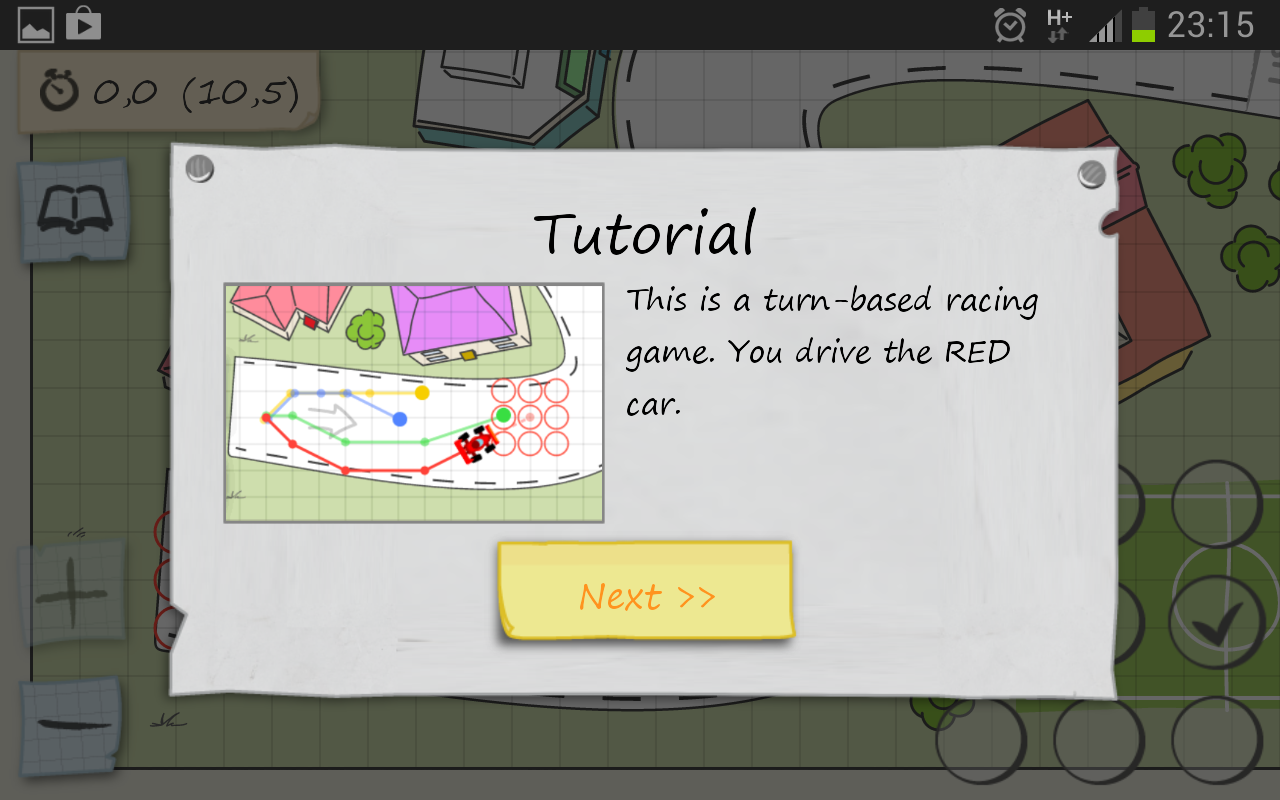 H+ 23:15
0,0 (10,5)
Tutorial
This is a turn-based racing
game. You drive the RED
car.
Next >>